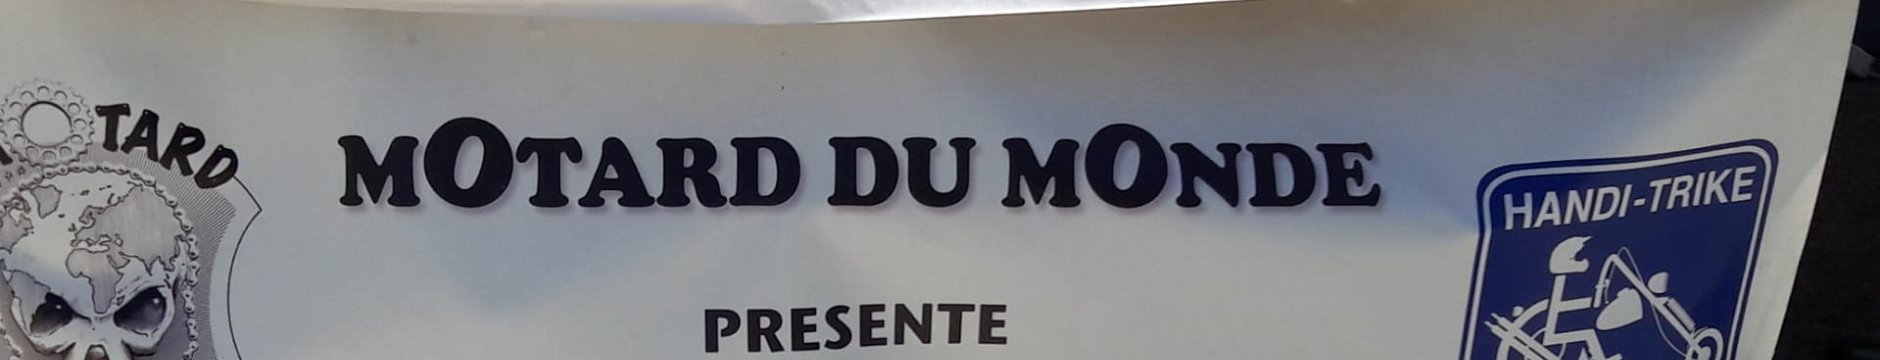 TARD
MOTARD DU MONDE
HANDI-TRIKE
PRESENTE